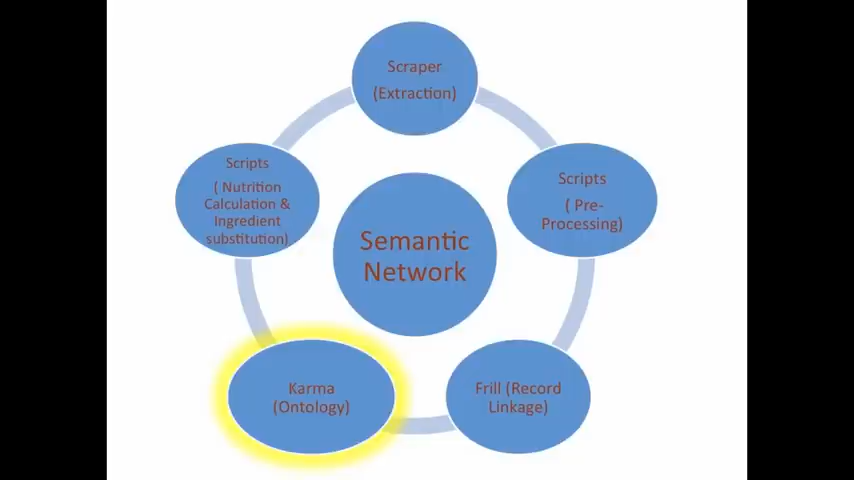 Scraper
(Extraction)
Scripts
( Nutrition
Calculation &
Ingredient
substitution)
Scripts
( Pre-
Processing)
Semantic
Network
Karma
(Ontology)
Frill (Record
Linkage)